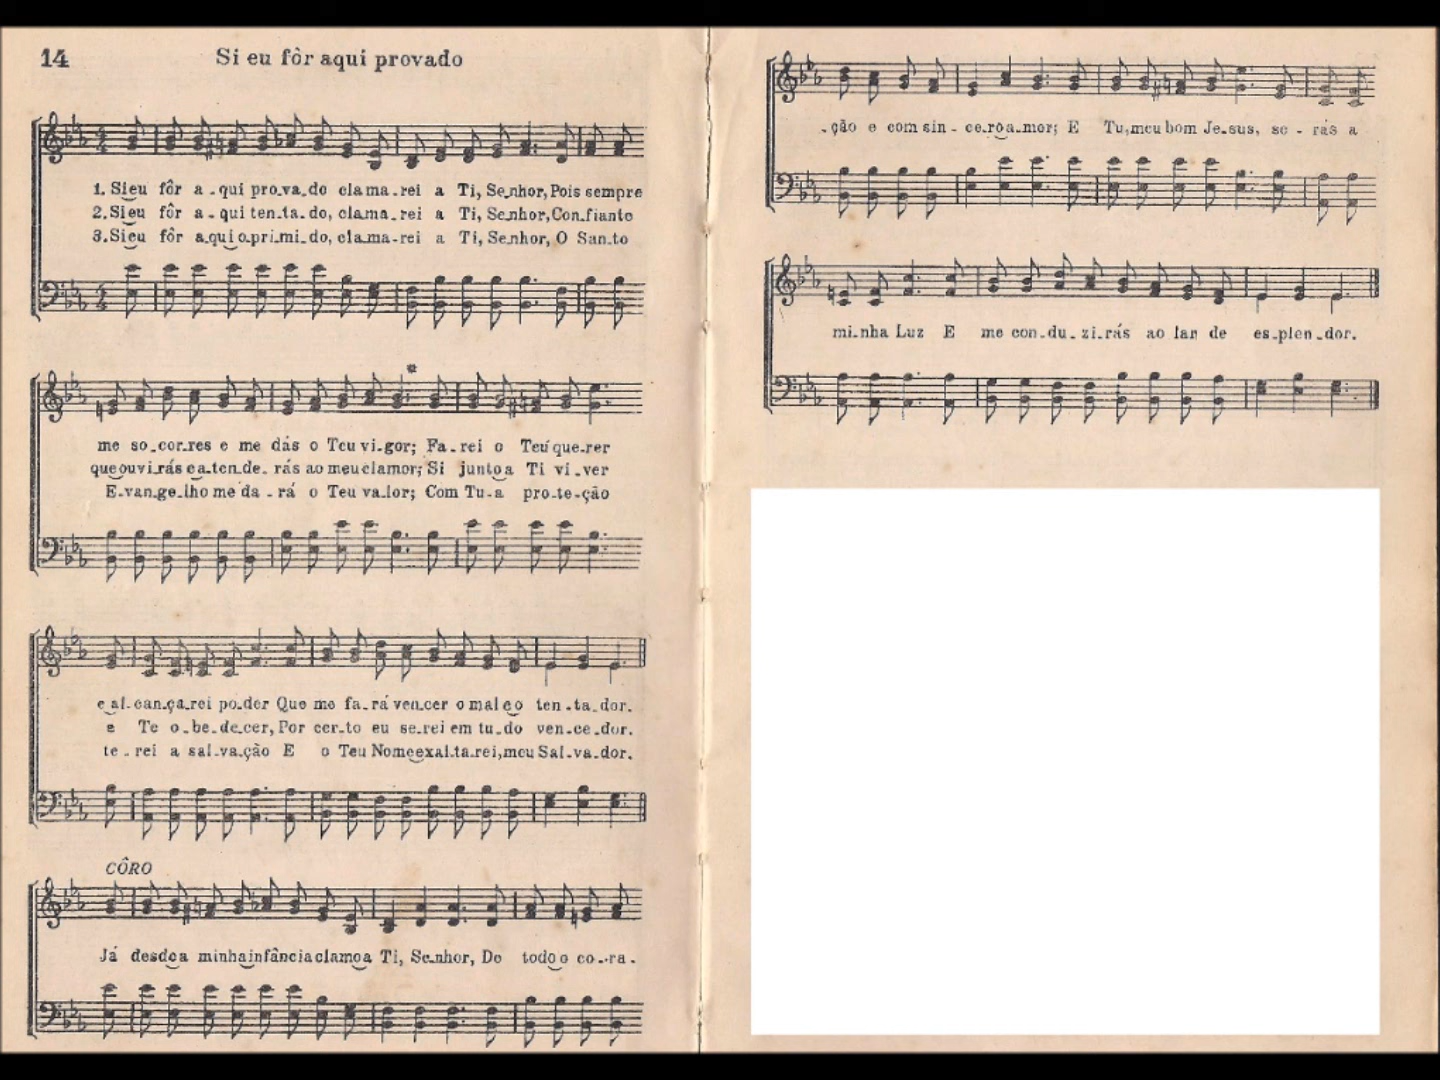 14 Si eu fôr aqui provado
1. Si eu fôr a-qui pro-va-do clama-rei a Ti, Se-nhor, Pois sempre
2. Si eu fôr a-qui ten-ta-do, clama-rei a Ti, Se-nhor, Con-fiante
3. Si eu fôr a-qui o-pri-mi-do, cla-ma-rei a Ti, Se-nhor, O San-to
me so-cor-res e me dás o Teu vi-gor; Fa-rei o Teu que-rer
que ouvi-rás e a-ten-de-rás ao meu clamor; Si junto a Ti vi-ver
E-van-ge-lho me da-rá o Teu va-lor; Com Tu-a pro-te-ção
e al-can-ça-rei po-der Que me fa-rá ven-cer o mal e o ten-ta-dor.
e Te o-be-de-cer, Por cer-to eu se-rei em tu-do ven-ce-dor.
te-rei a sal-va-ção E o Teu Nome exal-ta-rei, meu Sal-va-dor.
CÔRO
Já desde a minha infância clamo a Ti, Se-nhor, De todo o co-ra-
-ção e com sin-ce-ro a-mor; E Tu, meu bom Je-sus, se-rás a
mi-nha Luz E me con-du-zi-rás ao lar de es-plen-dor.